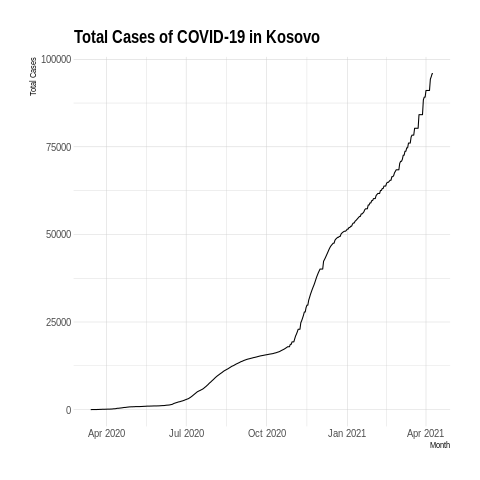 Total Cases of COVID-19 in Kosovo
Total Cases
100000
75000
50000
25000
0
Apr 2020 Jul 2020 Oct 2020 Jan 2021 Apr 2021
Month